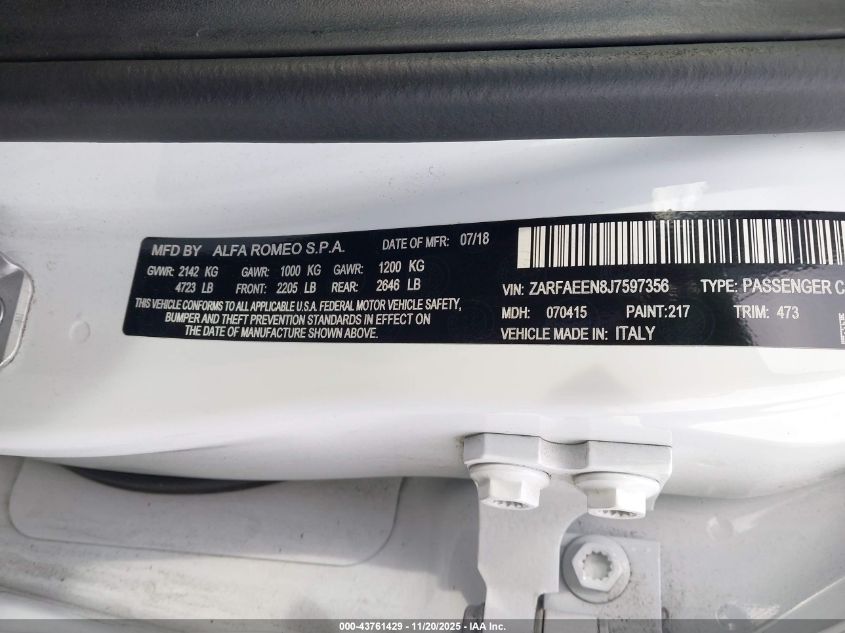 MFD BY ALFA ROMEO S.P.A. DATE OF MFR: 07/18
GVWR: 2142 KG GAWR: 1000 KG GAWR: 1200 KG
4723 LB FRONT: 2205 LB REAR: 2646 LB
THIS VEHICLE CONFORMS TO ALL APPLICABLE U.S.A. FEDERAL MOTOR VEHICLE SAFETY,
BUMPER AND THEFT PREVENTION STANDARDS IN EFFECT ON
THE DATE OF MANUFACTURE SHOWN ABOVE.
VIN: ZARFAEEN8J7597356 TYPE: PASSENGER C
MDH: 070415 PAINT:217 TRIM: 473
VEHICLE MADE IN: ITALY
000-43761429 - 11/20/2025 - IAA Inc.